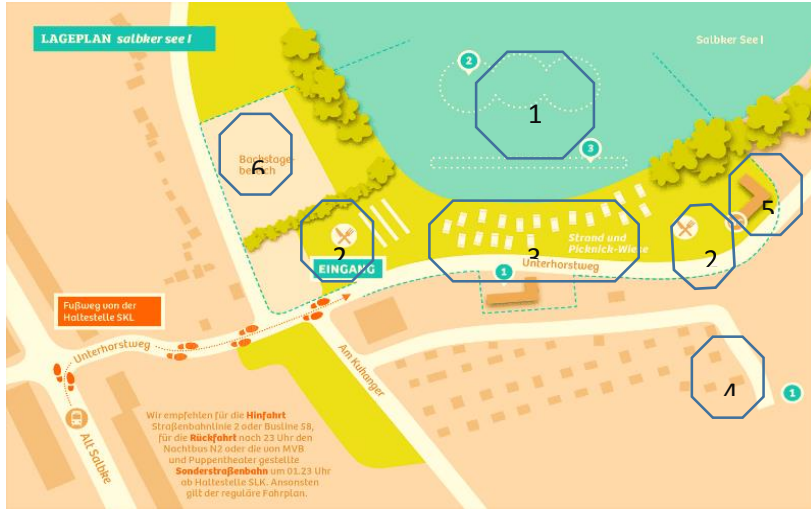 LAGEPLAN salbker see I
Salbker See I
2
1
3
6
Backstage-
bereich
5
2
3
Strand und
Picknick-Wiese
2
EINGANG
Unterhorstweg
1
Fußweg von der
Haltestelle SKL
Unterhorstweg
Am Kuhanger
4
1
Alt Salbke
Wir empfehlen für die Hinfahrt
Straßenbahnlinie 2 oder Buslinie 58,
für die Rückfahrt nach 23 Uhr den
Nachtbus N2 oder die von MVB
und Puppentheater gestellte
Sonderstraßenbahn um 01.23 Uhr
ab Haltestelle SLK. Ansonsten
gilt der reguläre Fahrplan.